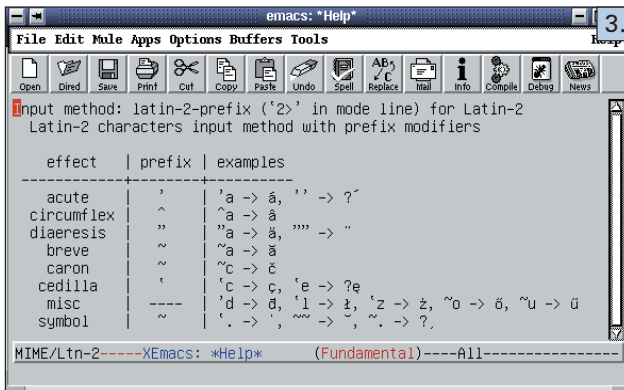 emacs: *Help*
3.
File Edit Mule Apps Options Buffers Tools Help
Open Dired Save Print Cut Copy Paste Undo Spell Replace Mail Info Compile Debug News
Input method: latin-2-prefix (‘2>’ in mode line) for Latin-2
Latin-2 characters input method with prefix modifiers
effect | prefix | examples
------------+--------+----------
acute | ’ | ’a -> á, ’’ -> ?´
circumflex | ^ | ^a -> â
diaeresis | ” | ”a -> ä, ”” -> ¨
breve | ~ | ~a -> ă
caron | ~ | ~c -> č
cedilla | ‘ | ‘c -> ç, ‘e -> ?ę
misc | ---- | ’d -> đ, ‘l -> ł, ‘z -> ż, ~o -> ő, ~u -> ű
symbol | ~ | ‘. -> ˙, ~~ -> ˘, ~. -> ?¸
MIME/Ltn-2-----XEmacs: *Help* (Fundamental)----All----------------